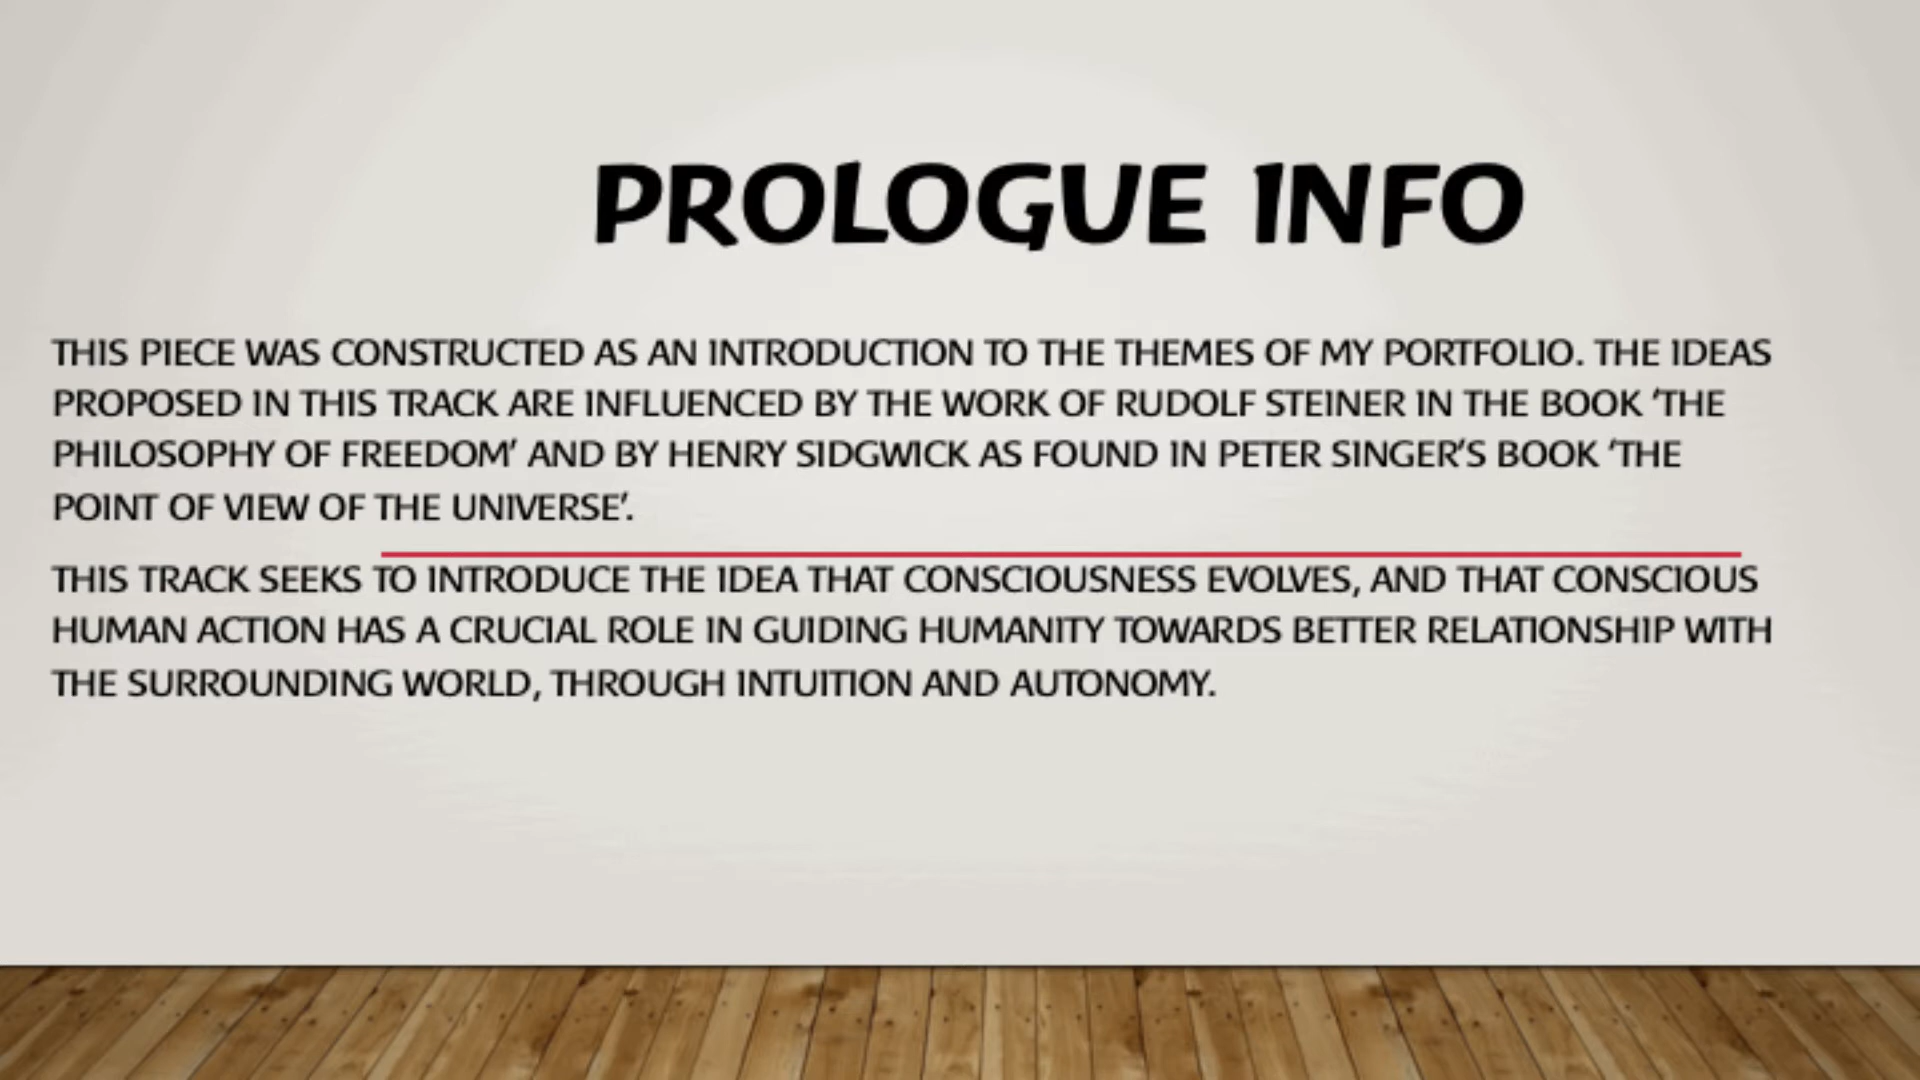 PROLOGUE INFO
THIS PIECE WAS CONSTRUCTED AS AN INTRODUCTION TO THE THEMES OF MY PORTFOLIO. THE IDEAS
PROPOSED IN THIS TRACK ARE INFLUENCED BY THE WORK OF RUDOLF STEINER IN THE BOOK ‘THE
PHILOSOPHY OF FREEDOM’ AND BY HENRY SIDGWICK AS FOUND IN PETER SINGER’S BOOK ‘THE
POINT OF VIEW OF THE UNIVERSE’.
THIS TRACK SEEKS TO INTRODUCE THE IDEA THAT CONSCIOUSNESS EVOLVES, AND THAT CONSCIOUS
HUMAN ACTION HAS A CRUCIAL ROLE IN GUIDING HUMANITY TOWARDS BETTER RELATIONSHIP WITH
THE SURROUNDING WORLD, THROUGH INTUITION AND AUTONOMY.